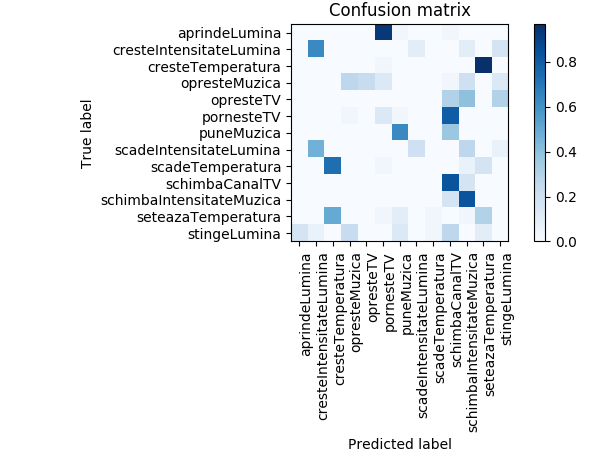 Confusion matrix
True label
aprindeLumina
cresteIntensitateLumina
cresteTemperatura
opresteMuzica
opresteTV
pornesteTV
puneMuzica
scadeIntensitateLumina
scadeTemperatura
schimbaCanalTV
schimbaIntensitateMuzica
seteazaTemperatura
stingeLumina
0.8
0.6
0.4
0.2
0.0
aprindeLumina
cresteIntensitateLumina
cresteTemperatura
opresteMuzica
opresteTV
pornesteTV
puneMuzica
scadeIntensitateLumina
scadeTemperatura
schimbaCanalTV
schimbaIntensitateMuzica
seteazaTemperatura
stingeLumina
Predicted label